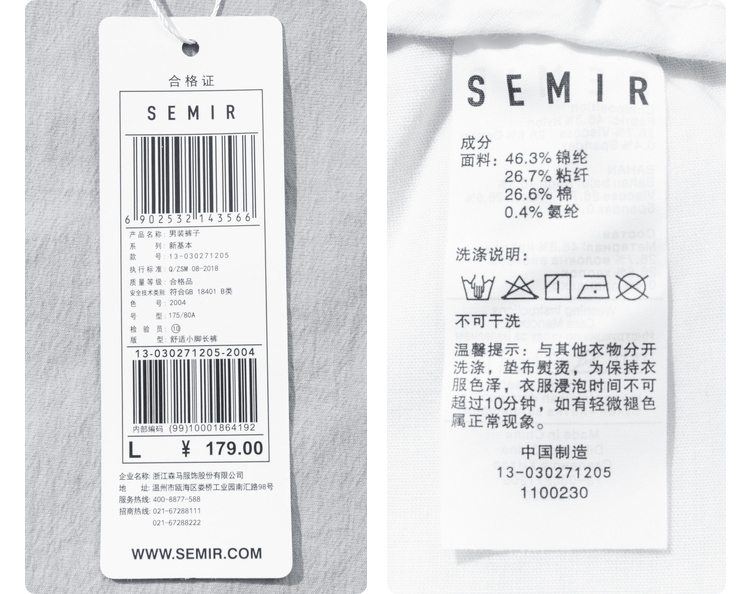 合格证
SEMIR
6 902532 143566
产品名称: 男装裤子
系 列: 新基本
款 号: 13-030271205
执行标准: Q/ZSM 08-2018
质量等级: 合格品
安全技术类别: 符合GB 18401 B类
色 号: 2004
号 型: 175/80A
检 验 员: ⑩
版 型: 舒适小脚长裤
13-030271205-2004
内部编码 (99)10001864192
L ¥ 179.00
企业名称: 浙江森马服饰股份有限公司
地 址: 温州市瓯海区娄桥工业园南汇路98号
服务热线: 400-8877-588
招商热线: 021-67288111
021-67288222
WWW.SEMIR.COM
SEMIR
成分
面料: 46.3% 锦纶
26.7% 粘纤
26.6% 棉
0.4% 氨纶
洗涤说明:
不可干洗
温馨提示: 与其他衣物分开
洗涤, 垫布熨烫, 为保持衣
服色泽, 衣服浸泡时间不可
超过10分钟, 如有轻微褪色
属正常现象。
中国制造
13-030271205
1100230